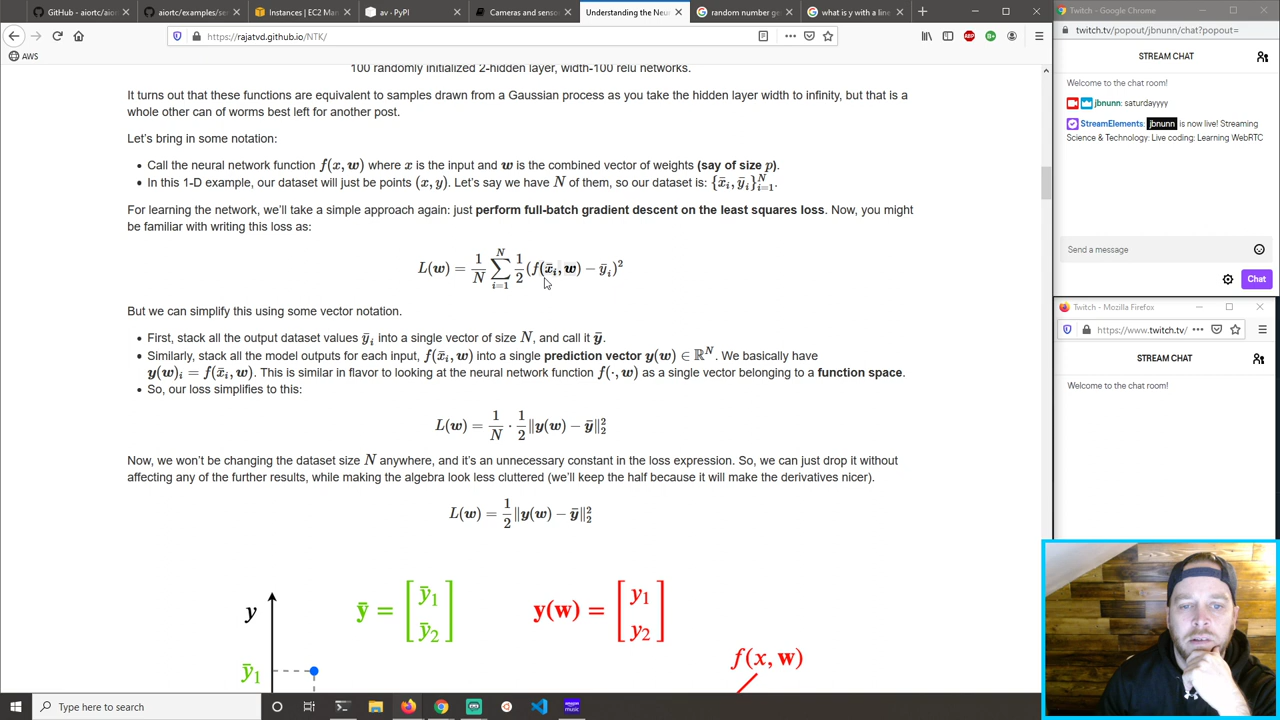 GitHub - aiortc/aiortc
aiortc/examples/ser
Instances | EC2 Man
av · PyPI
Cameras and sensor
Understanding the Neu
random number ge
what is y with a line
rajatvd.github.io/NTK/
AWS
100 randomly initialized 2-hidden layer, width-100 relu networks.
It turns out that these functions are equivalent to samples drawn from a Gaussian process as you take the hidden layer width to infinity, but that is a
whole other can of worms best left for another post.
Let's bring in some notation:
• Call the neural network function f(x, w) where x is the input and w is the combined vector of weights (say of size p).
• In this 1-D example, our dataset will just be points (x, y). Let's say we have N of them, so our dataset is: {x̄ᵢ, ȳᵢ}ᵢ₌₁ᴺ.
For learning the network, we'll take a simple approach again: just perform full-batch gradient descent on the least squares loss. Now, you might
be familiar with writing this loss as:
L(w) = 1/N ∑ᵢ₌₁ᴺ 1/2 (f(x̄ᵢ, w) − ȳᵢ)²
But we can simplify this using some vector notation.
• First, stack all the output dataset values ȳᵢ into a single vector of size N, and call it ȳ.
• Similarly, stack all the model outputs for each input, f(x̄ᵢ, w) into a single prediction vector y(w) ∈ ℝᴺ. We basically have
y(w)ᵢ = f(x̄ᵢ, w). This is similar in flavor to looking at the neural network function f(·, w) as a single vector belonging to a function space.
• So, our loss simplifies to this:
L(w) = 1/N · 1/2 ‖y(w) − ȳ‖₂²
Now, we won't be changing the dataset size N anywhere, and it's an unnecessary constant in the loss expression. So, we can just drop it without
affecting any of the further results, while making the algebra look less cluttered (we'll keep the half because it will make the derivatives nicer).
L(w) = 1/2 ‖y(w) − ȳ‖₂²
y
ȳ = [ȳ₁ ȳ₂]
y(w) = [y₁ y₂]
f(x, w)
ȳ₁
Type here to search
amazon music
Twitch - Google Chrome
twitch.tv/popout/jbnunn/chat?popout=
STREAM CHAT
Welcome to the chat room!
jbnunn: saturdayyyy
StreamElements: jbnunn is now live! Streaming
Science & Technology: Live coding: Learning WebRTC
Send a message
Chat
Twitch - Mozilla Firefox
https://www.twitch.tv/
STREAM CHAT
Welcome to the chat room!